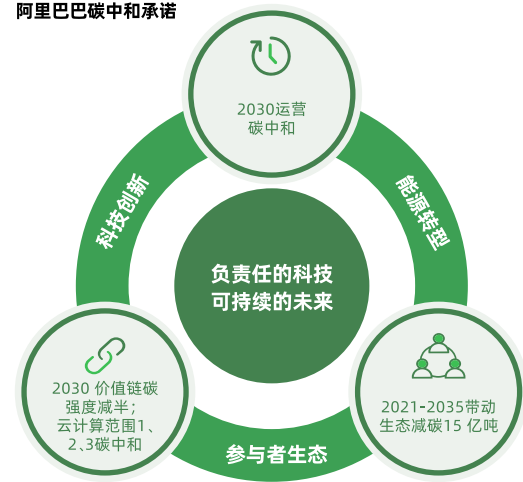 阿里巴巴碳中和承诺
2030运营
碳中和
科技创新
能源转型
负责任的科技
可持续的未来
2030 价值链碳
强度减半；
云计算范围1、
2、3碳中和
2021-2035带动
生态减碳15 亿吨
参与者生态